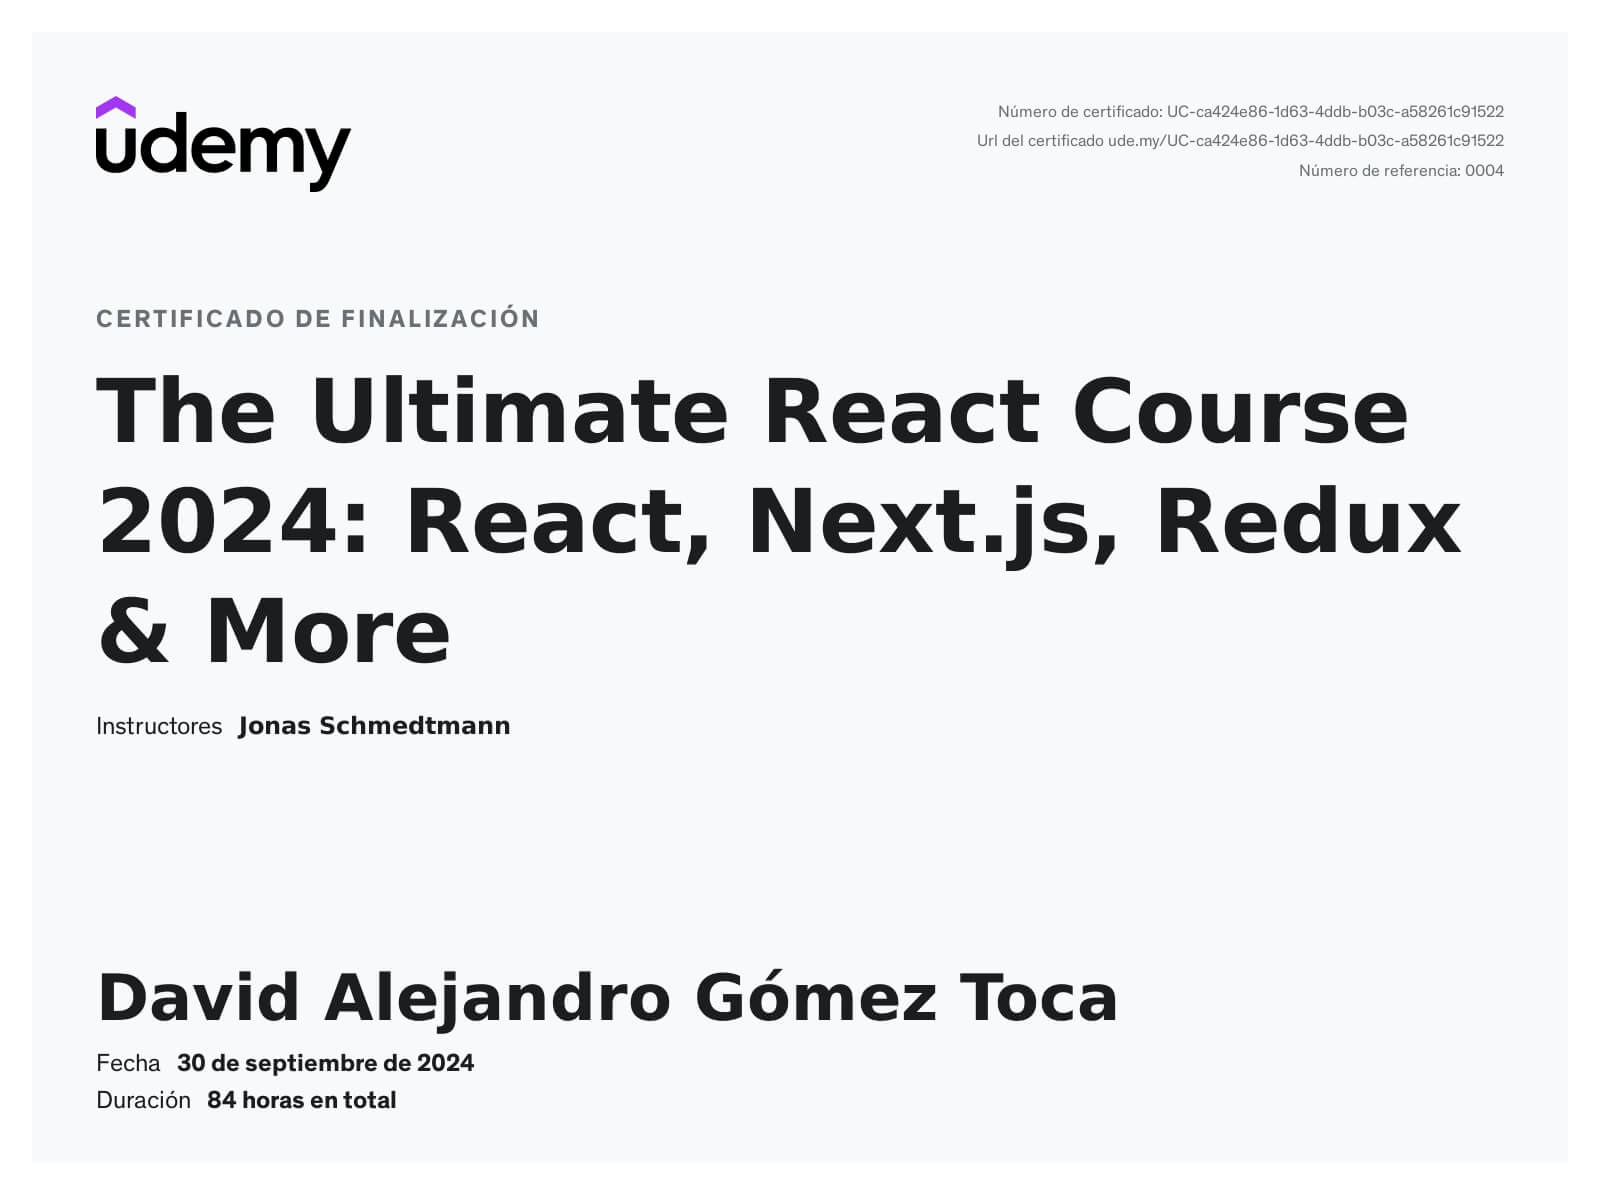 udemy
Número de certificado: UC-ca424e86-1d63-4ddb-b03c-a58261c91522
Url del certificado ude.my/UC-ca424e86-1d63-4ddb-b03c-a58261c91522
Número de referencia: 0004
CERTIFICADO DE FINALIZACIÓN
The Ultimate React Course
2024: React, Next.js, Redux
& More
Instructores Jonas Schmedtmann
David Alejandro Gómez Toca
Fecha 30 de septiembre de 2024
Duración 84 horas en total